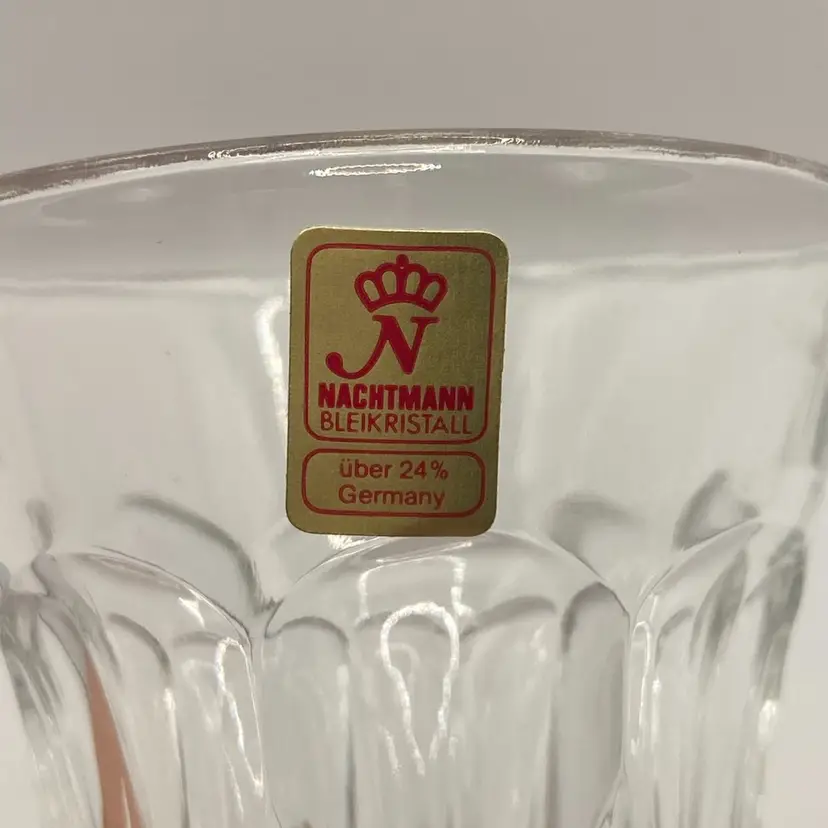 N
NACHTMANN
BLEIKRISTALL
über 24%
Germany